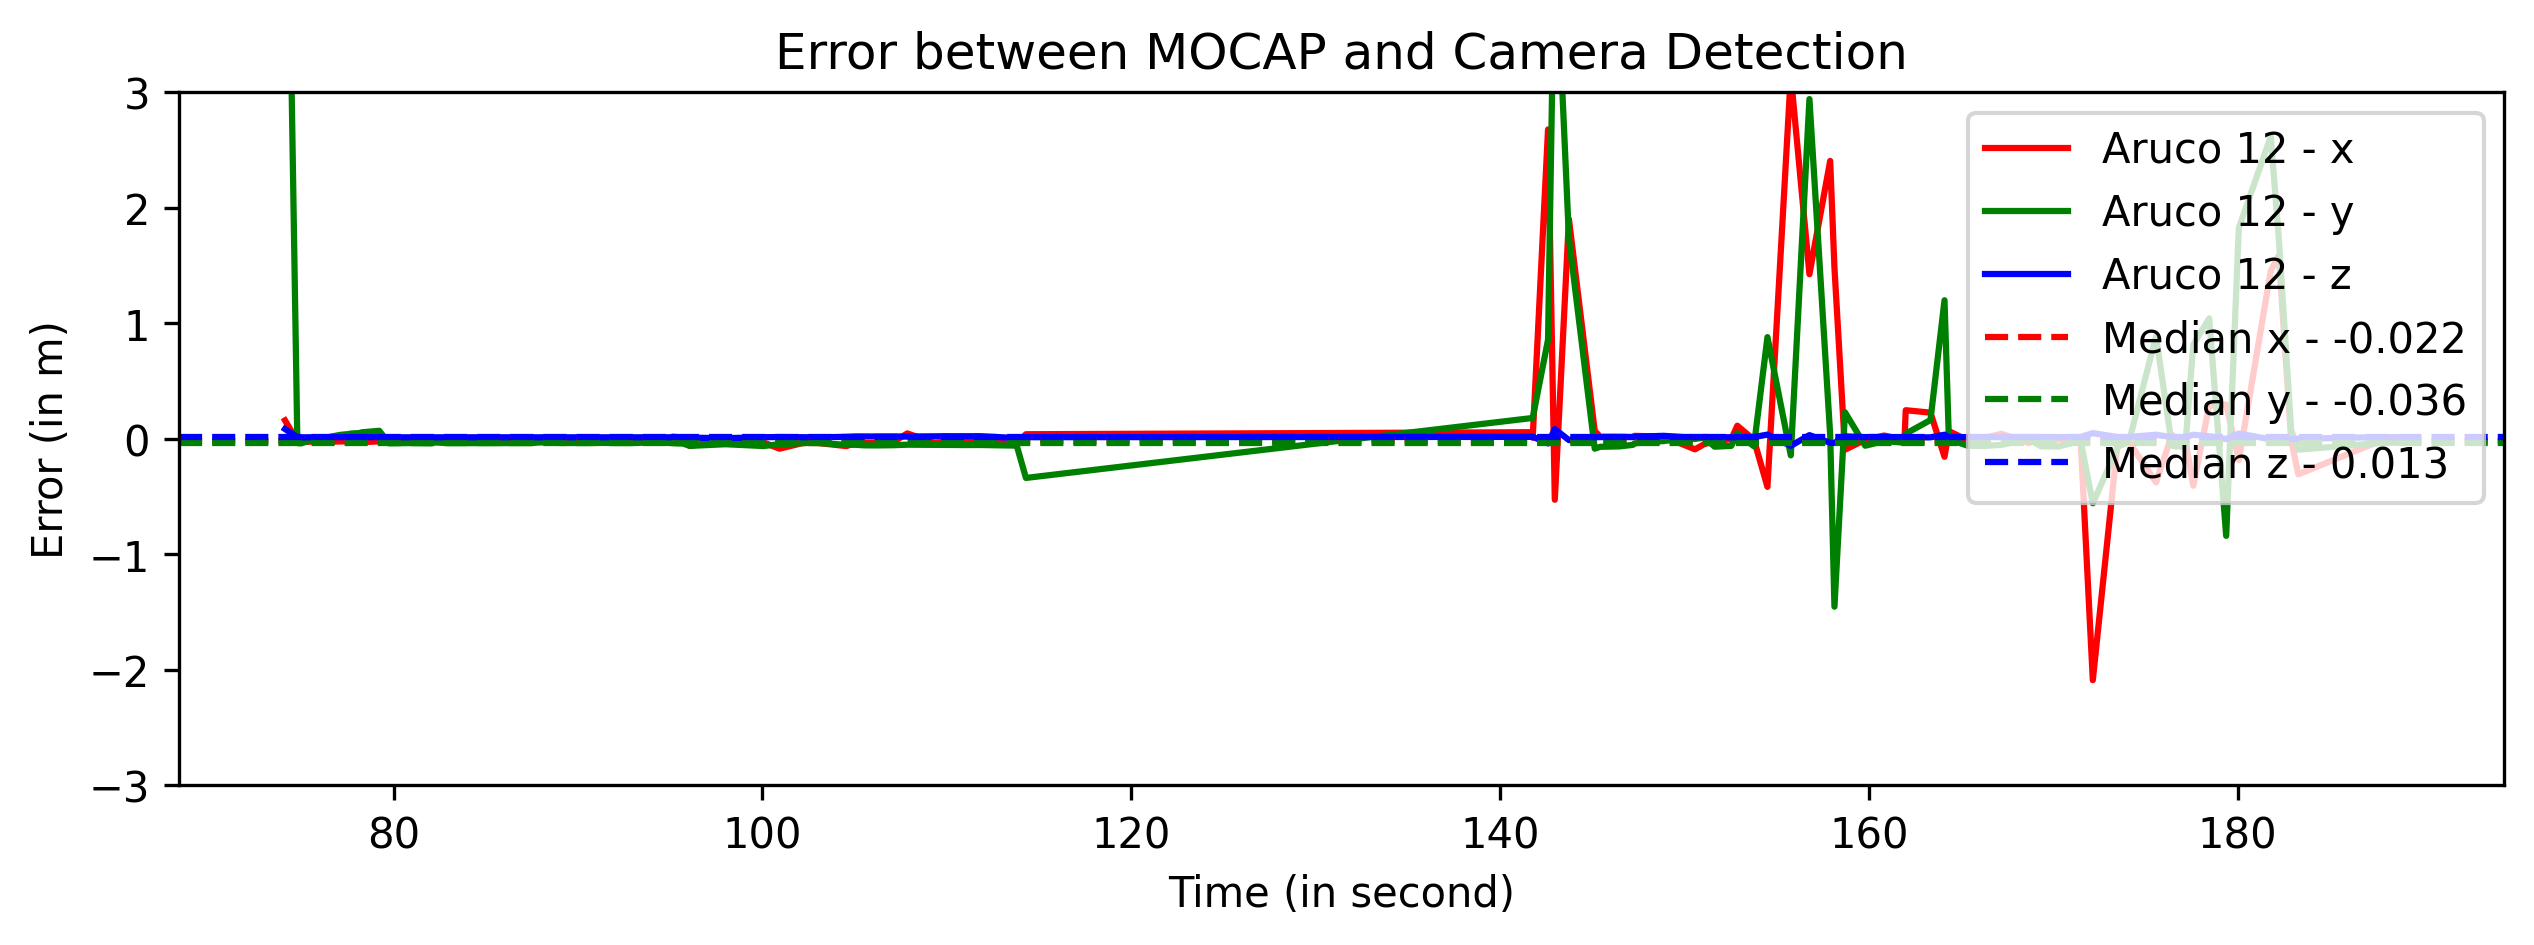 Error between MOCAP and Camera Detection
3
2
1
0
−1
−2
−3
Error (in m)
Aruco 12 - x
Aruco 12 - y
Aruco 12 - z
Median x - -0.022
Median y - -0.036
Median z - 0.013
80 100 120 140 160 180
Time (in second)